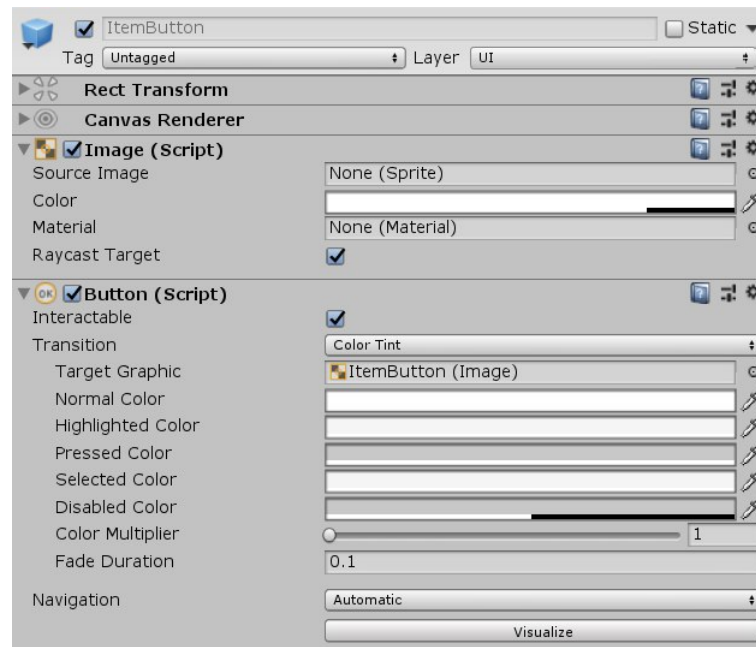 ItemButton Static
Tag Untagged Layer UI
Rect Transform
Canvas Renderer
Image (Script)
Source Image None (Sprite)
Color
Material None (Material)
Raycast Target
OK Button (Script)
Interactable
Transition Color Tint
Target Graphic ItemButton (Image)
Normal Color
Highlighted Color
Pressed Color
Selected Color
Disabled Color
Color Multiplier 1
Fade Duration 0.1
Navigation Automatic
Visualize